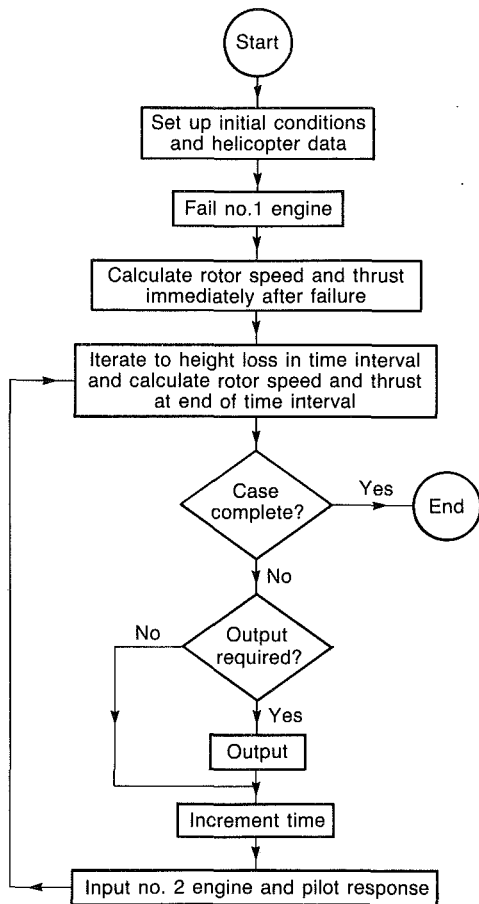 Start
Set up initial conditions
and helicopter data
Fail no.1 engine
Calculate rotor speed and thrust
immediately after failure
Iterate to height loss in time interval
and calculate rotor speed and thrust
at end of time interval
Case
complete?
Yes
End
No
No
Output
required?
Yes
Output
Increment time
Input no. 2 engine and pilot response